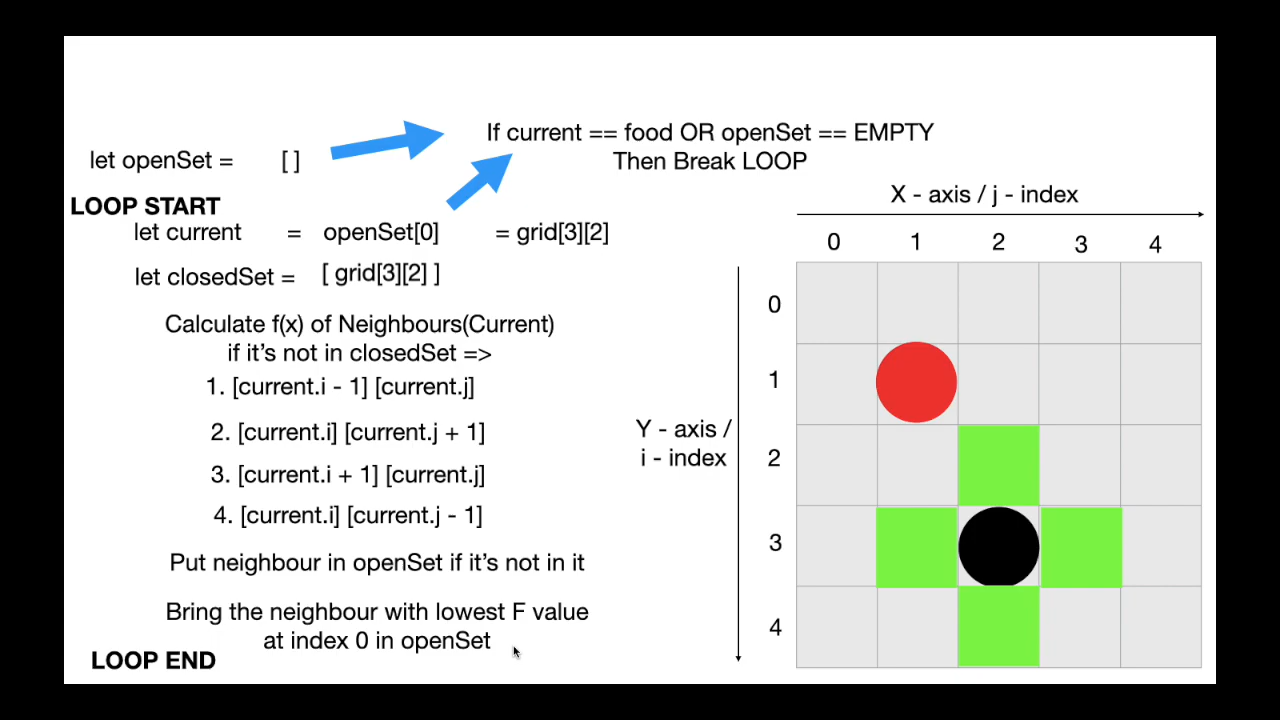 If current == food OR openSet == EMPTY
Then Break LOOP
let openSet = [ ]
LOOP START
let current = openSet[0] = grid[3][2]
let closedSet = [ grid[3][2] ]
Calculate f(x) of Neighbours(Current)
if it's not in closedSet =>
1. [current.i - 1] [current.j]
2. [current.i] [current.j + 1]
3. [current.i + 1] [current.j]
4. [current.i] [current.j - 1]
Put neighbour in openSet if it's not in it
Bring the neighbour with lowest F value
at index 0 in openSet
LOOP END
X - axis / j - index
0 1 2 3 4
Y - axis /
i - index
0
1
2
3
4